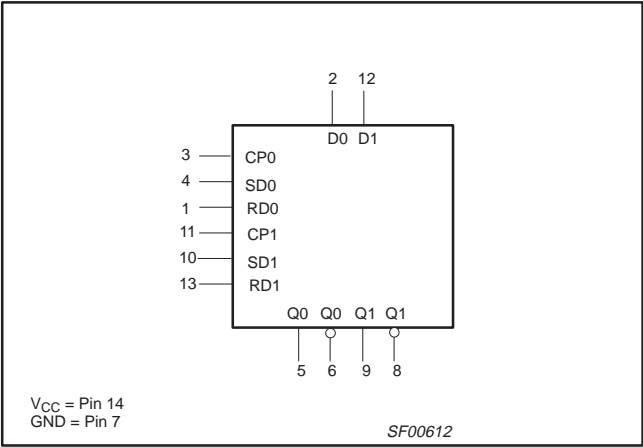 2 12
D0 D1
3 CP0
4 SD0
1 RD0
11 CP1
10 SD1
13 RD1
Q0 Q0 Q1 Q1
5 6 9 8
VCC = Pin 14
GND = Pin 7
SF00612